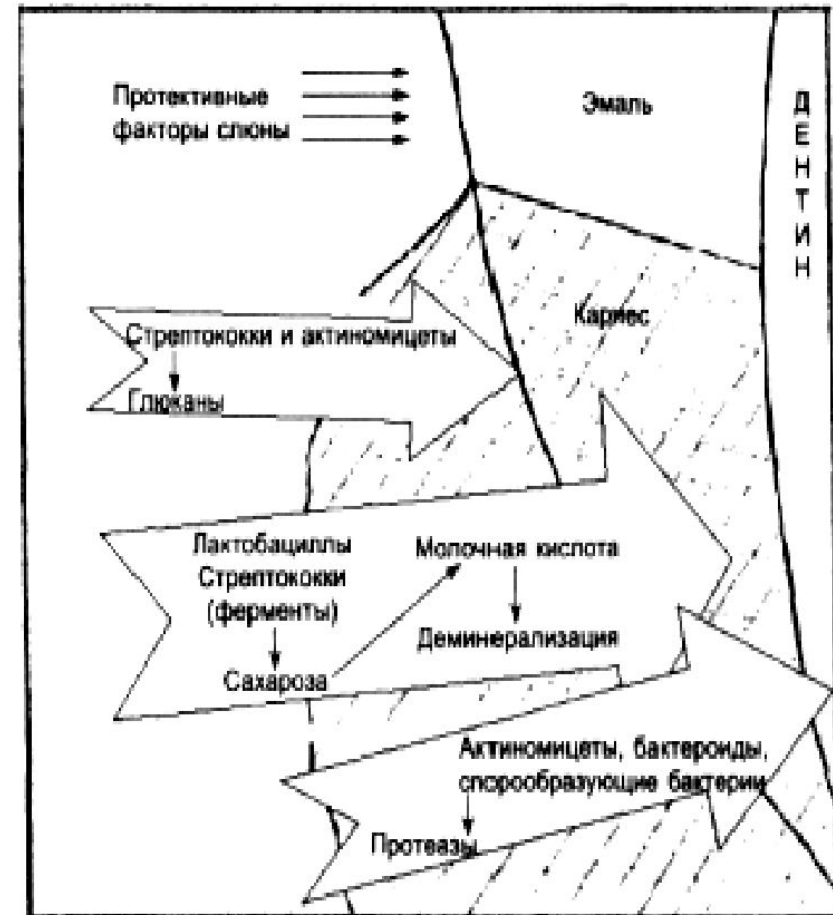 Протективные
факторы слюны
Эмаль
ДЕНТИН
Кариес
Стрептококки и актиномицеты
Глюканы
Лактобациллы
Стрептококки
(ферменты)
Сахароза
Молочная кислота
Деминерализация
Актиномицеты, бактероиды,
спорообразующие бактерии
Протеазы